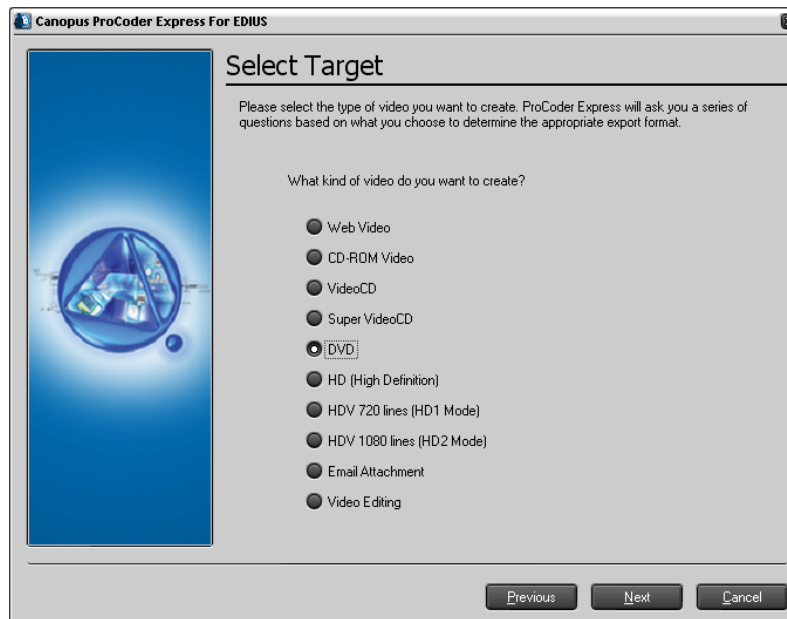 Canopus ProCoder Express For EDIUS
Select Target
Please select the type of video you want to create. ProCoder Express will ask you a series of
questions based on what you choose to determine the appropriate export format.
What kind of video do you want to create?
Web Video
CD-ROM Video
VideoCD
Super VideoCD
DVD
HD (High Definition)
HDV 720 lines (HD1 Mode)
HDV 1080 lines (HD2 Mode)
Email Attachment
Video Editing
Previous Next Cancel